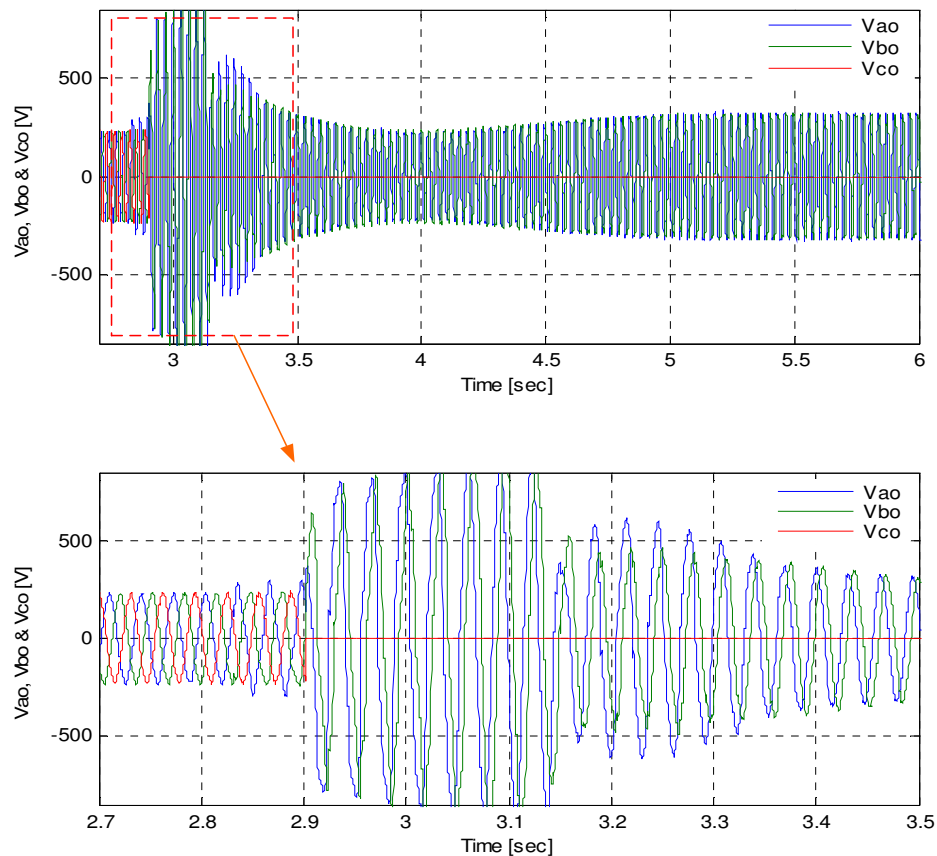 Vao
Vbo
Vco
500
0
-500
Vao, Vbo & Vco [V]
3 3.5 4 4.5 5 5.5 6
Time [sec]
Vao
Vbo
Vco
500
0
-500
Vao, Vbo & Vco [V]
2.7 2.8 2.9 3 3.1 3.2 3.3 3.4 3.5
Time [sec]